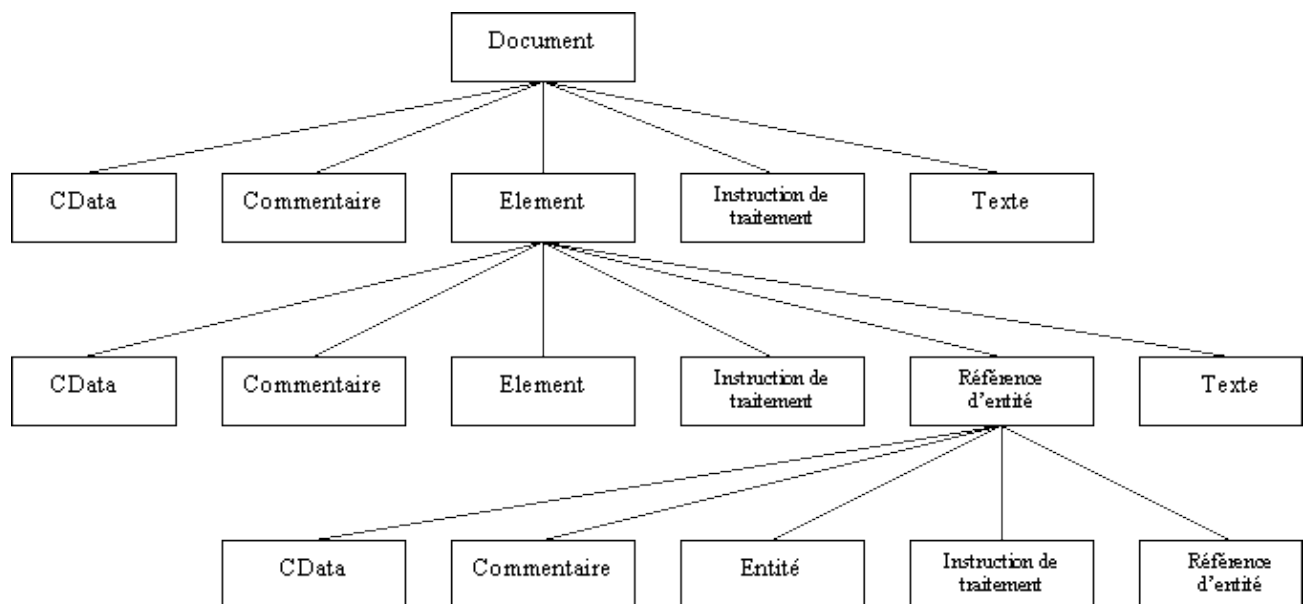 Document
CData
Commentaire
Element
Instruction de
traitement
Texte
CData
Commentaire
Element
Instruction de
traitement
Référence
d'entité
Texte
CData
Commentaire
Entité
Instruction de
traitement
Référence
d'entité